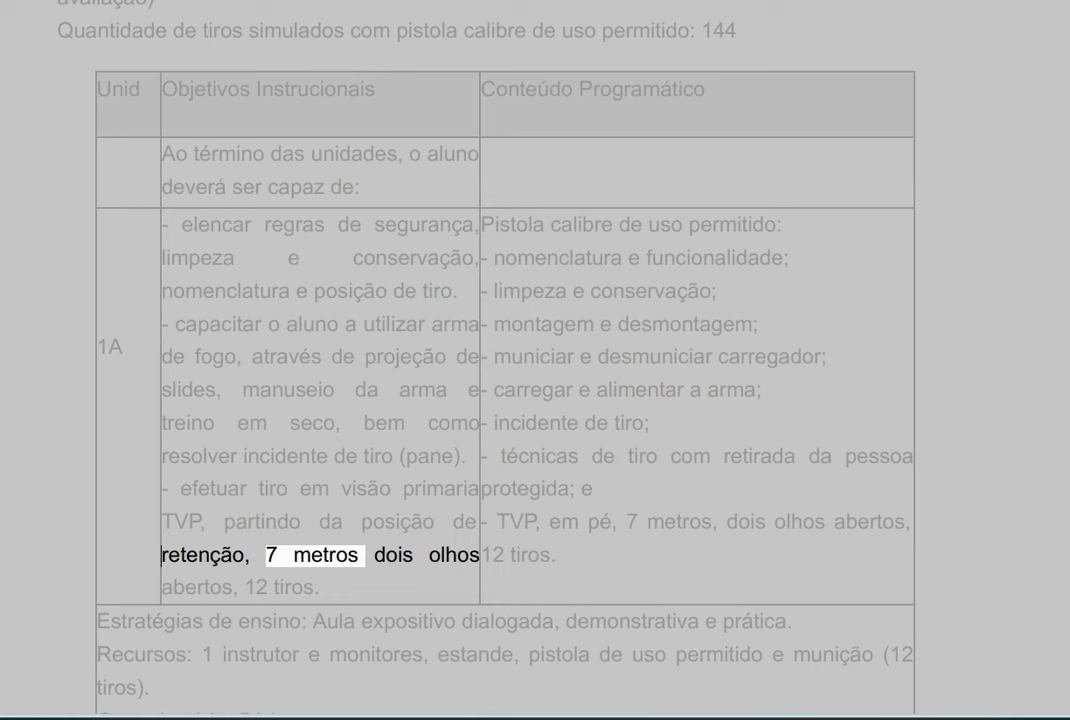 Quantidade de tiros simulados com pistola calibre de uso permitido: 144
Unid
Objetivos Instrucionais
Conteúdo Programático
Ao término das unidades, o aluno
deverá ser capaz de:
1A
- elencar regras de segurança,
limpeza e conservação,
nomenclatura e posição de tiro.
- capacitar o aluno a utilizar arma
de fogo, através de projeção de
slides, manuseio da arma e
treino em seco, bem como
resolver incidente de tiro (pane).
- efetuar tiro em visão primaria
TVP, partindo da posição de
retenção, 7 metros dois olhos
abertos, 12 tiros.
Pistola calibre de uso permitido:
- nomenclatura e funcionalidade;
- limpeza e conservação;
- montagem e desmontagem;
- municiar e desmuniciar carregador;
- carregar e alimentar a arma;
- incidente de tiro;
- técnicas de tiro com retirada da pessoa
protegida; e
- TVP, em pé, 7 metros, dois olhos abertos,
12 tiros.
Estratégias de ensino: Aula expositivo dialogada, demonstrativa e prática.
Recursos: 1 instrutor e monitores, estande, pistola de uso permitido e munição (12
tiros).